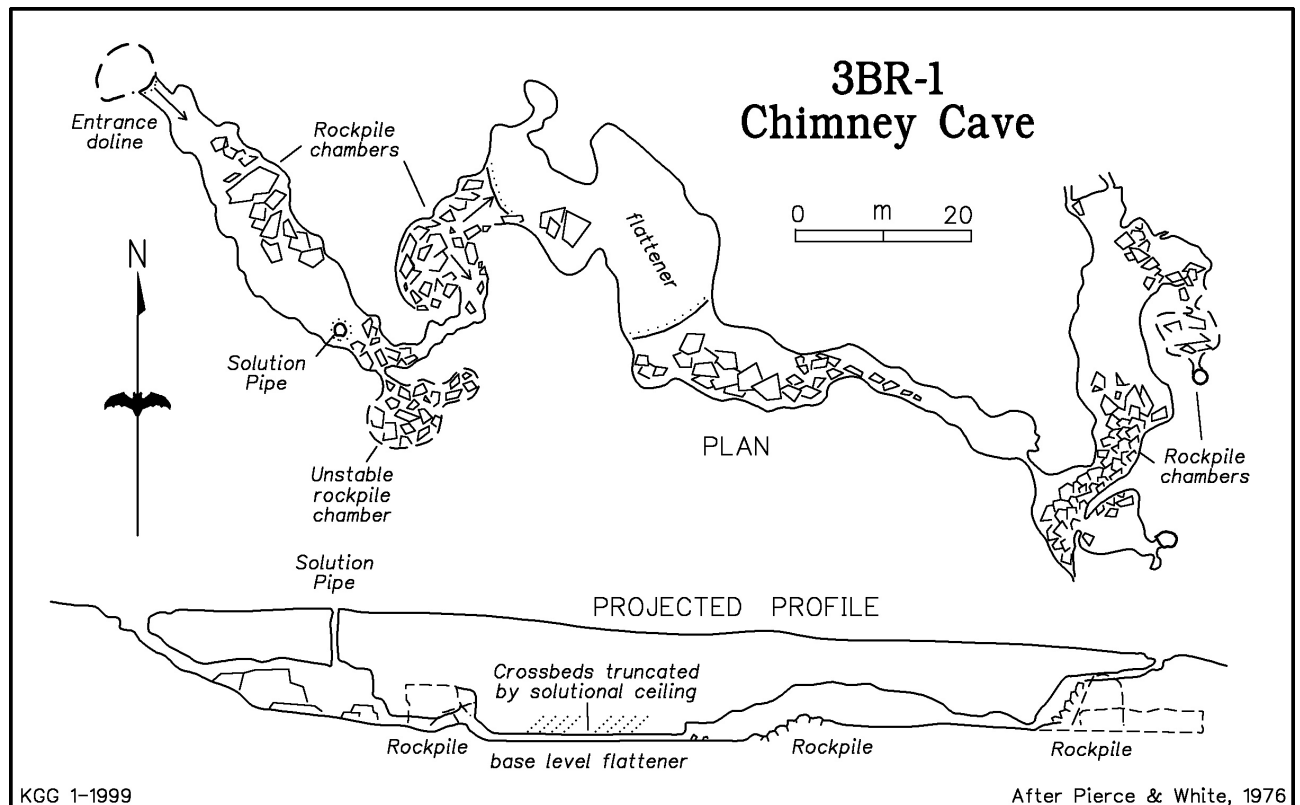 3BR-1
Chimney Cave
Entrance
doline
Rockpile
chambers
0 m 20
N
flattener
Solution
Pipe
Unstable
rockpile
chamber
PLAN
Rockpile
chambers
Solution
Pipe
PROJECTED PROFILE
Crossbeds truncated
by solutional ceiling
Rockpile
base level flattener
Rockpile
Rockpile
KGG 1-1999
After Pierce & White, 1976